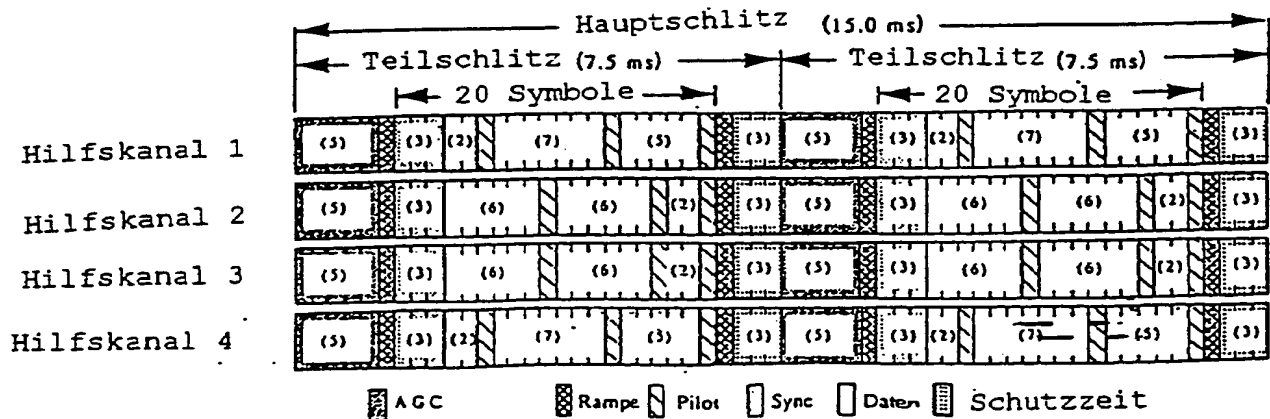 Hauptschlitz (15.0 ms)
Teilschlitz (7.5 ms) Teilschlitz (7.5 ms)
20 Symbole 20 Symbole
Hilfskanal 1 (5) (3) (2) (7) (5) (3) (5) (3) (2) (7) (5) (3)
Hilfskanal 2 (5) (3) (6) (6) (2) (3) (5) (3) (6) (6) (2) (3)
Hilfskanal 3 (5) (3) (6) (6) (2) (3) (5) (3) (6) (6) (2) (3)
Hilfskanal 4 (5) (3) (2) (7) (5) (3) (5) (3) (2) (7) (5) (3)
AGC Rampe Pilot Sync Daten Schutzzeit